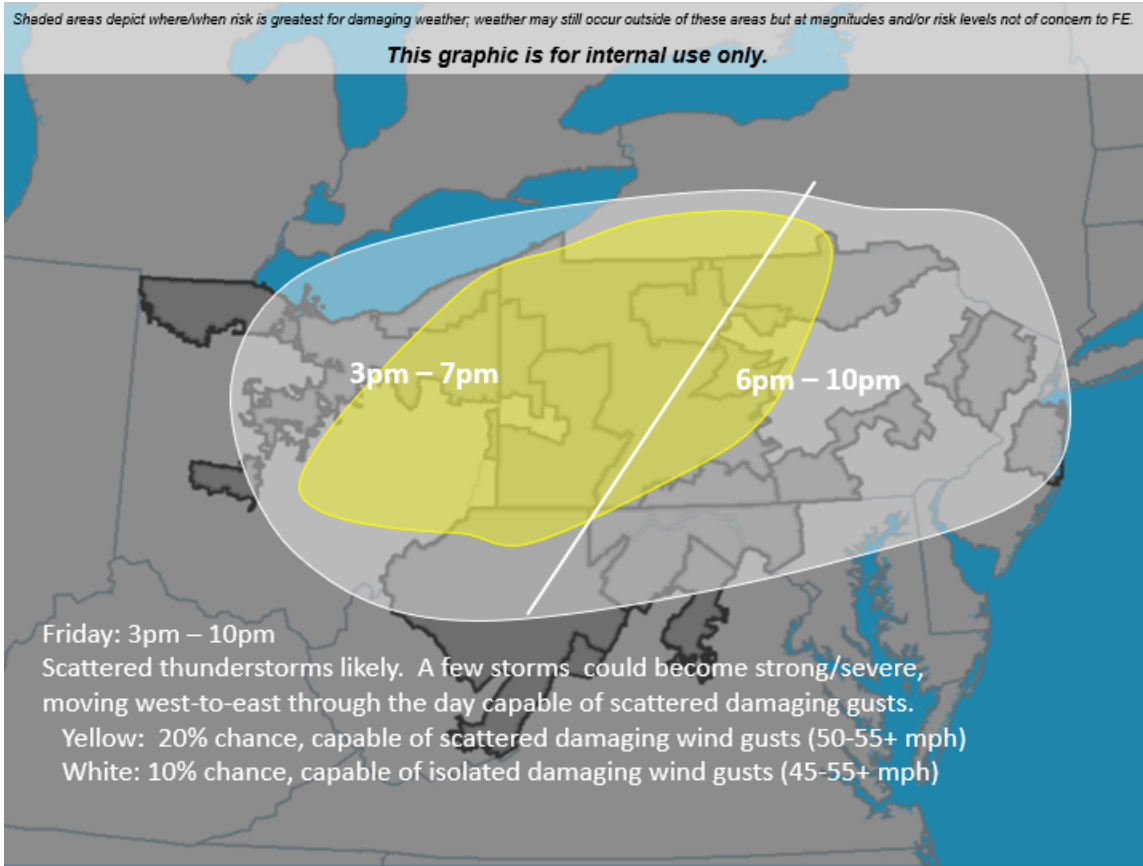 Shaded areas depict where/when risk is greatest for damaging weather; weather may still occur outside of these areas but at magnitudes and/or risk levels not of concern to FE.
This graphic is for internal use only.
3pm – 7pm
6pm – 10pm
Friday: 3pm – 10pm
Scattered thunderstorms likely.  A few storms  could become strong/severe,
moving west-to-east through the day capable of scattered damaging gusts.
Yellow:  20% chance, capable of scattered damaging wind gusts (50-55+ mph)
White: 10% chance, capable of isolated damaging wind gusts (45-55+ mph)